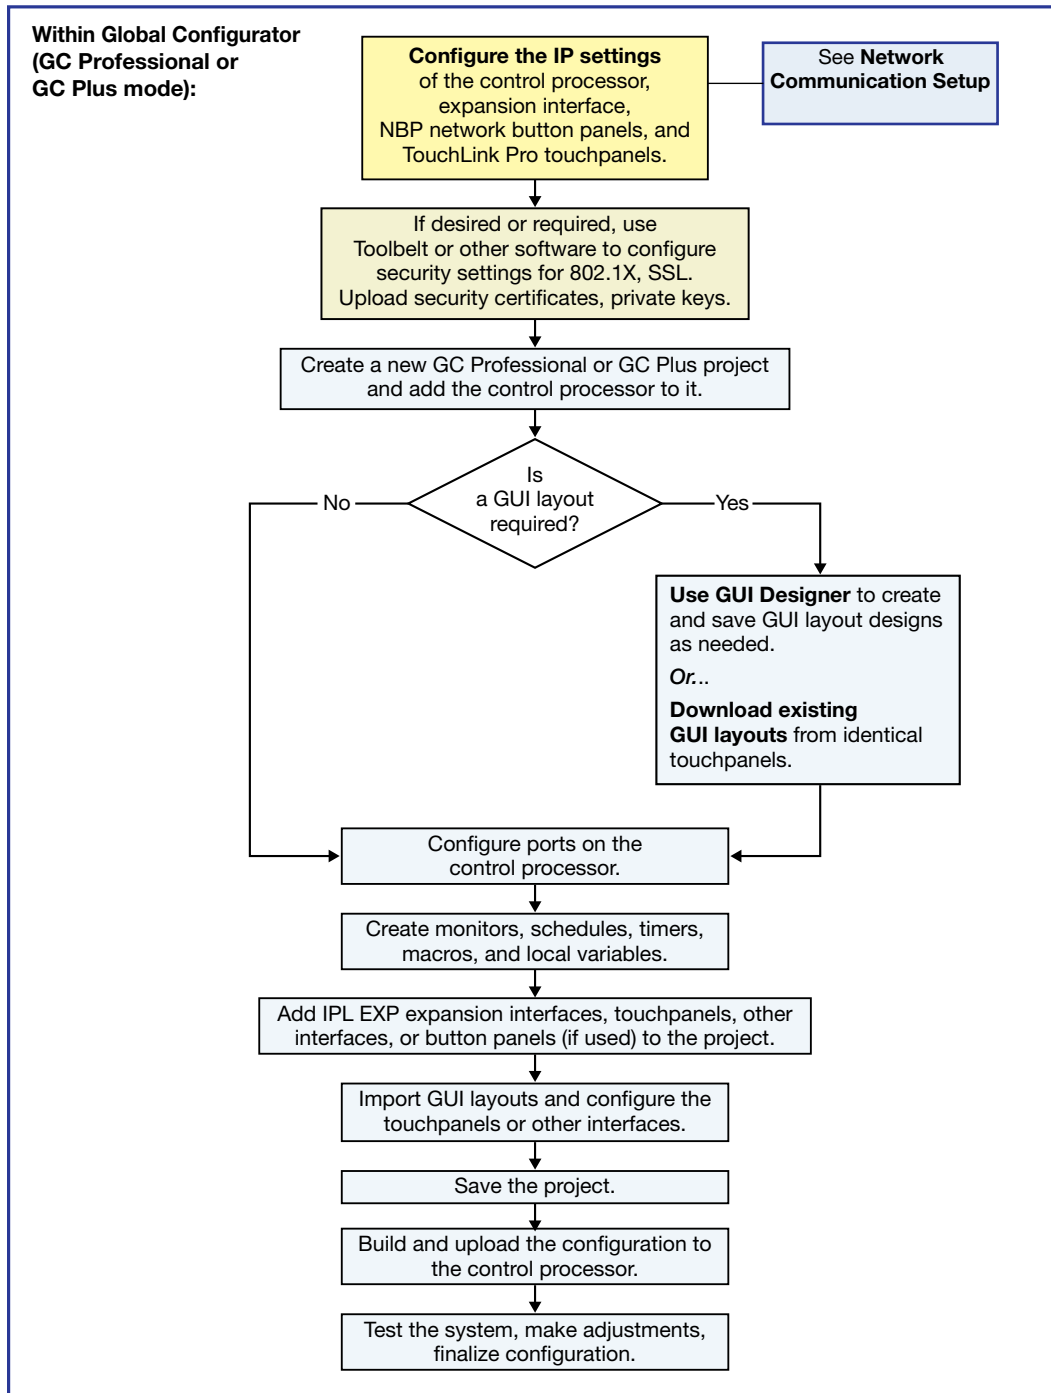 Within Global Configurator
(GC Professional or
GC Plus mode):
Configure the IP settings
of the control processor,
expansion interface,
NBP network button panels, and
TouchLink Pro touchpanels.
See Network
Communication Setup
If desired or required, use
Toolbelt or other software to configure
security settings for 802.1X, SSL.
Upload security certificates, private keys.
Create a new GC Professional or GC Plus project
and add the control processor to it.
Is
a GUI layout
required?
No
Yes
Use GUI Designer to create
and save GUI layout designs
as needed.
Or...
Download existing
GUI layouts from identical
touchpanels.
Configure ports on the
control processor.
Create monitors, schedules, timers,
macros, and local variables.
Add IPL EXP expansion interfaces, touchpanels, other
interfaces, or button panels (if used) to the project.
Import GUI layouts and configure the
touchpanels or other interfaces.
Save the project.
Build and upload the configuration to
the control processor.
Test the system, make adjustments,
finalize configuration.